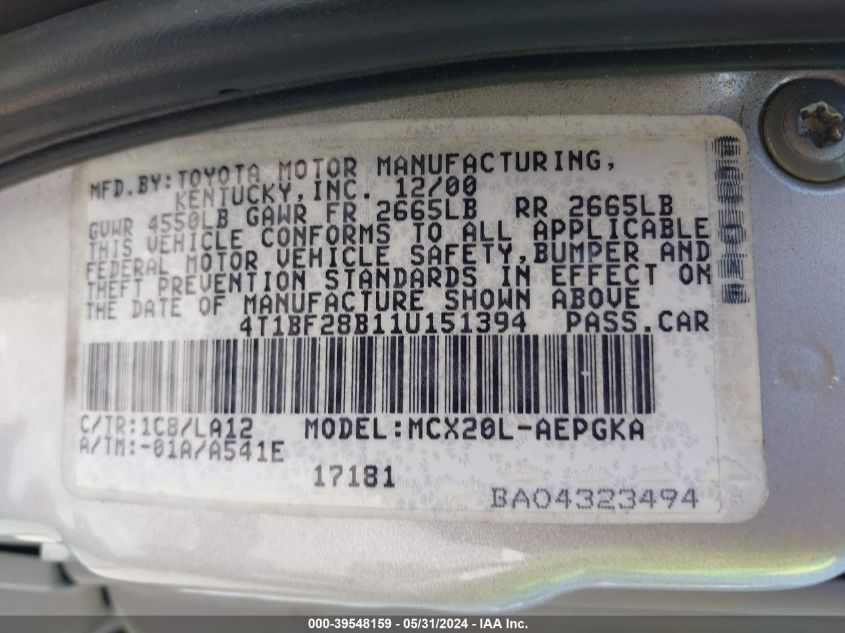 MFD.BY:TOYOTA MOTOR MANUFACTURING,
KENTUCKY,INC. 12/00
GVWR 4550LB GAWR FR 2665LB RR 2665LB
THIS VEHICLE CONFORMS TO ALL APPLICABLE
FEDERAL MOTOR VEHICLE SAFETY,BUMPER AND
THEFT PREVENTION STANDARDS IN EFFECT ON
THE DATE OF MANUFACTURE SHOWN ABOVE
4T1BF28B11U151394 PASS.CAR
C/TR:1C8/LA12 MODEL:MCX20L-AEPGKA
A/TM:-01A/A541E
17181
BA04323494
000-39548159 - 05/31/2024 - IAA Inc.